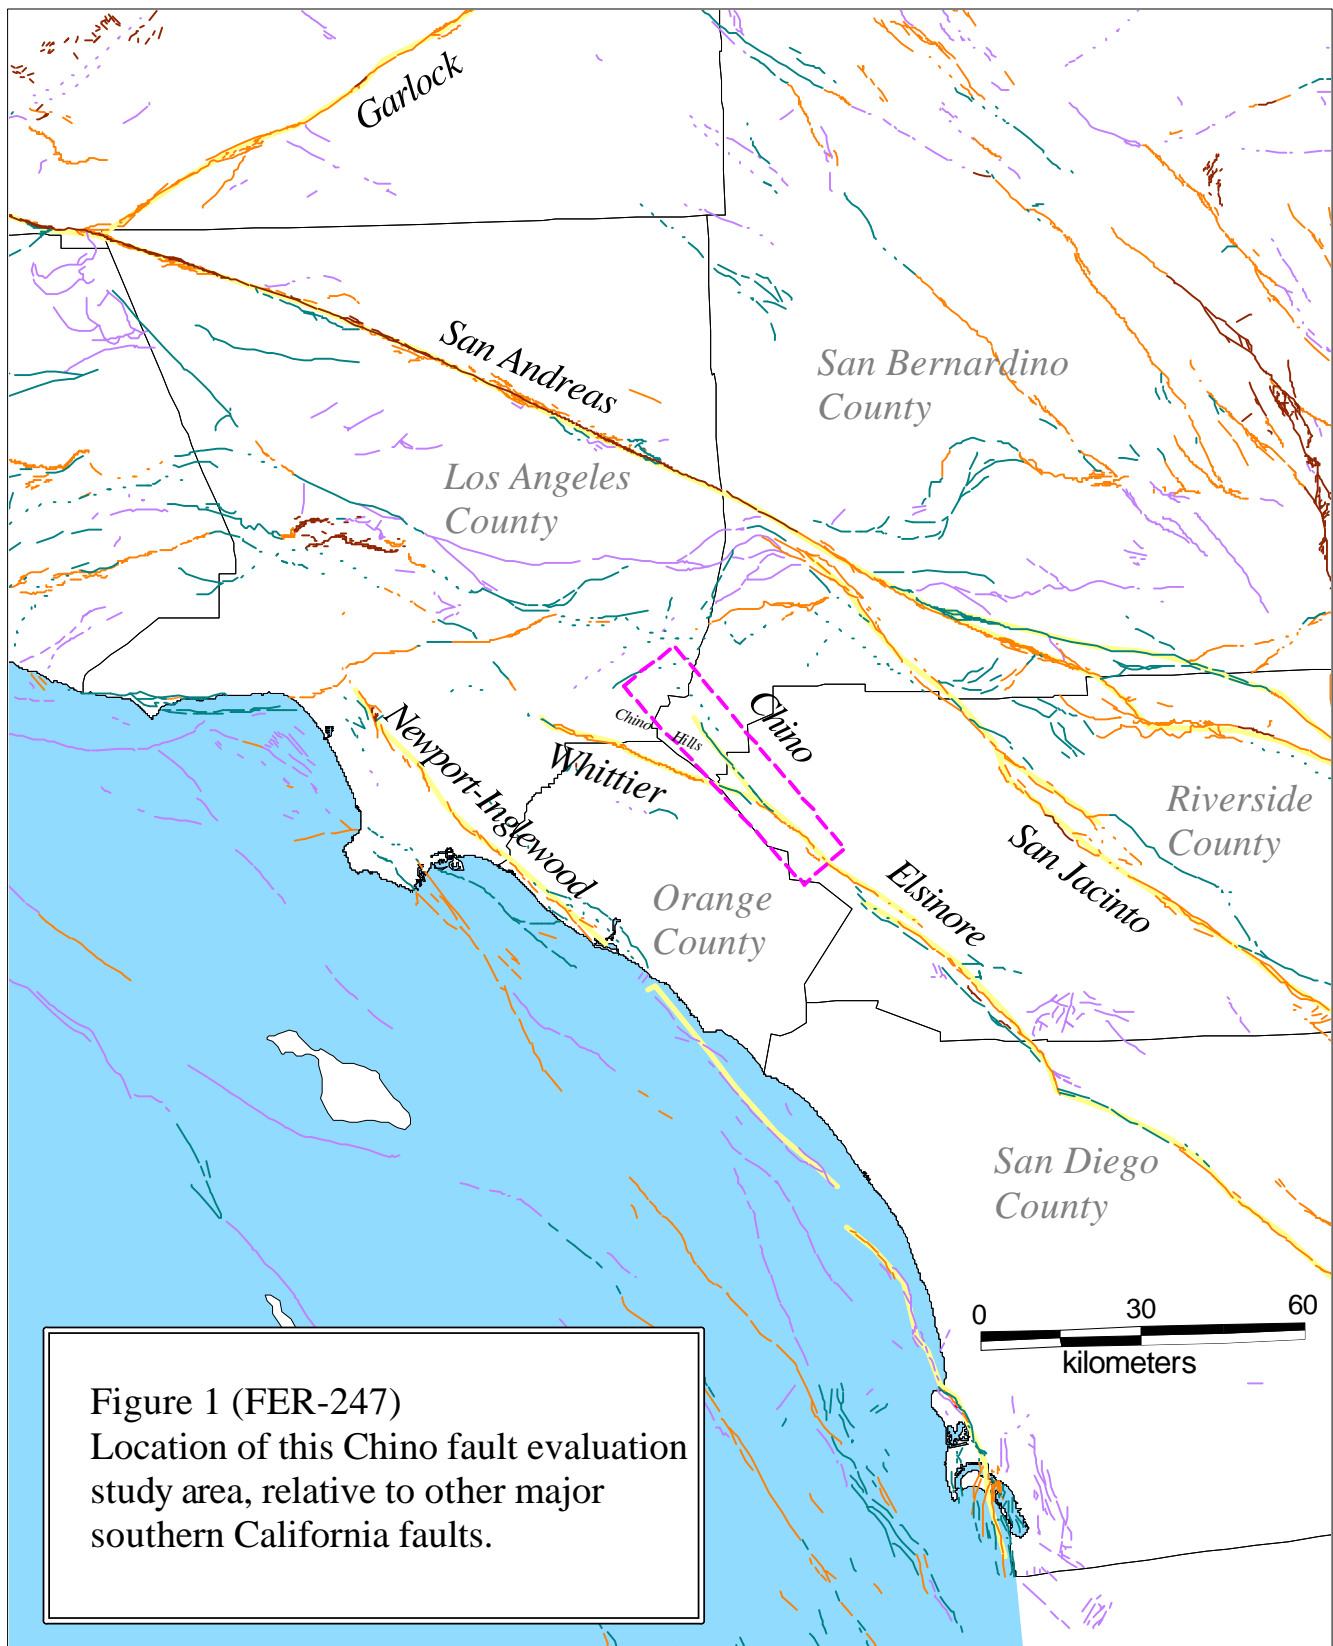 Garlock
San Andreas
San Bernardino
County
Los Angeles
County
Chino
Chino
Hills
Newport-Inglewood
Whittier
Riverside
County
San Jacinto
Elsinore
Orange
County
San Diego
County
0 30 60
kilometers
Figure 1 (FER-247)
Location of this Chino fault evaluation
study area, relative to other major
southern California faults.